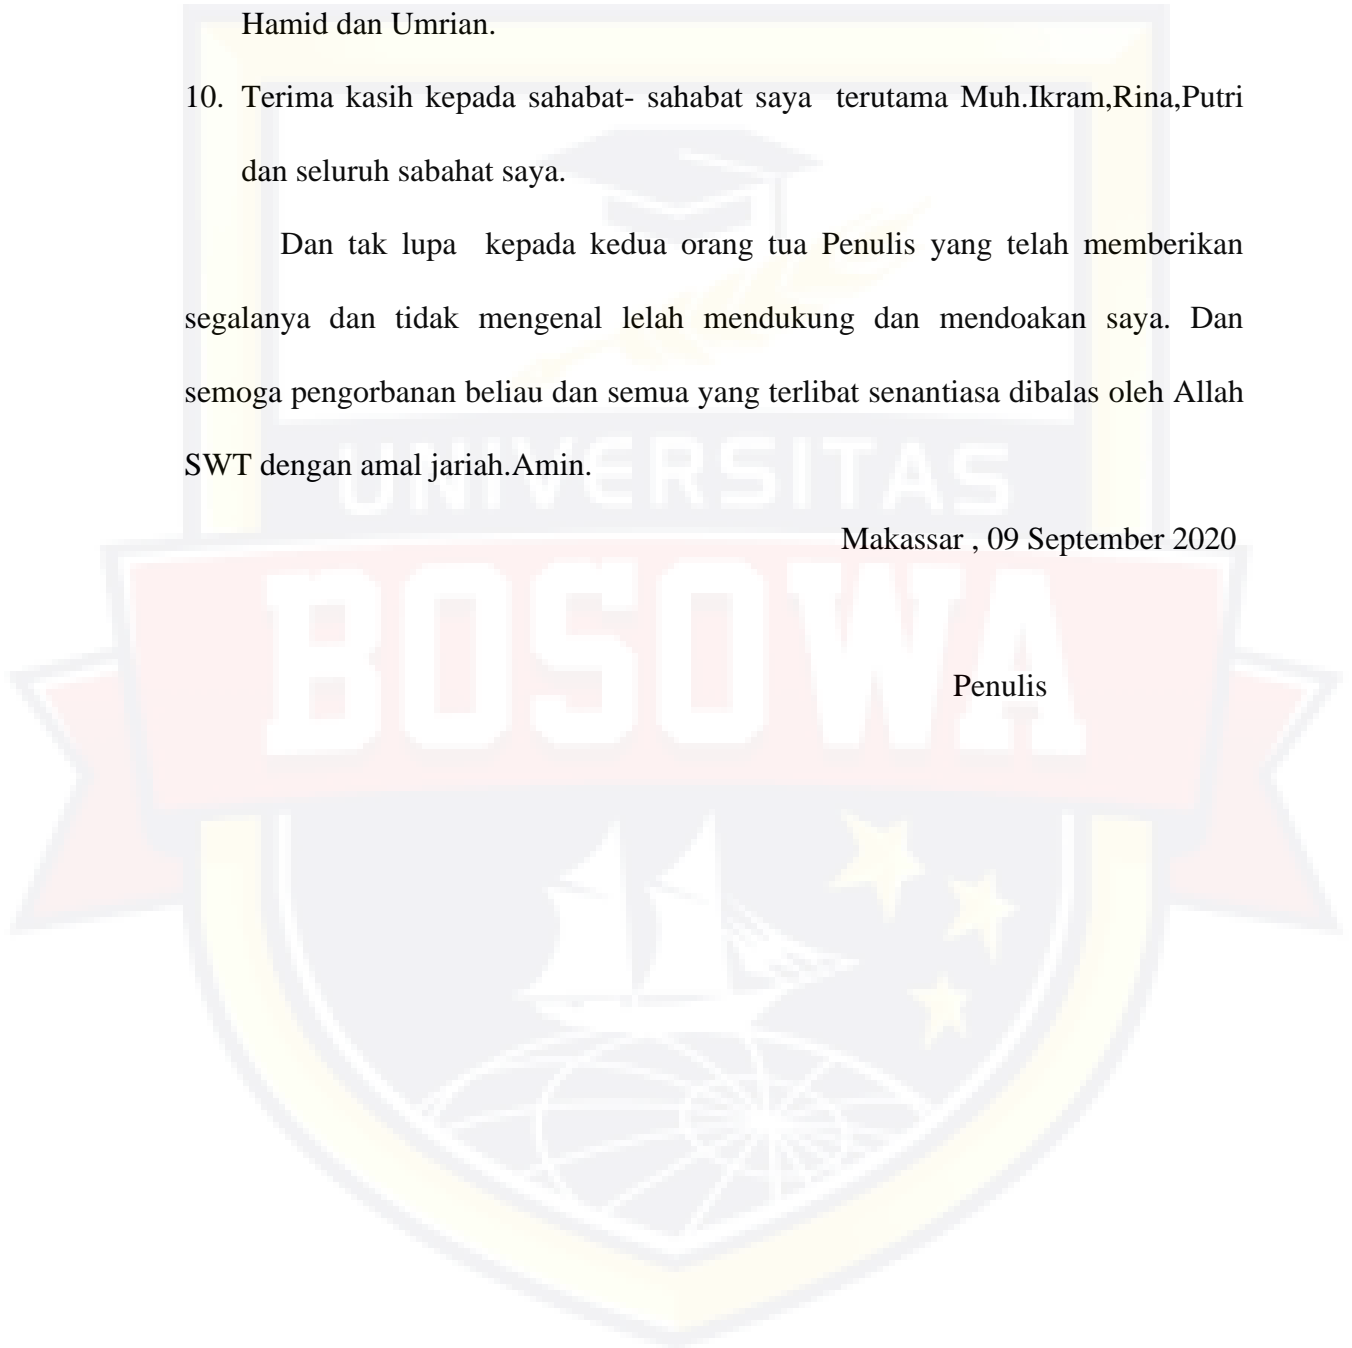 Hamid dan Umrian.
10. Terima kasih kepada sahabat- sahabat saya  terutama Muh.Ikram,Rina,Putri
dan seluruh sabahat saya.
Dan tak lupa  kepada kedua orang tua Penulis yang telah memberikan
segalanya dan tidak mengenal lelah mendukung dan mendoakan saya. Dan
semoga pengorbanan beliau dan semua yang terlibat senantiasa dibalas oleh Allah
SWT dengan amal jariah.Amin.
UNIVERSITAS
Makassar , 09 September 2020
BOSOWA
Penulis